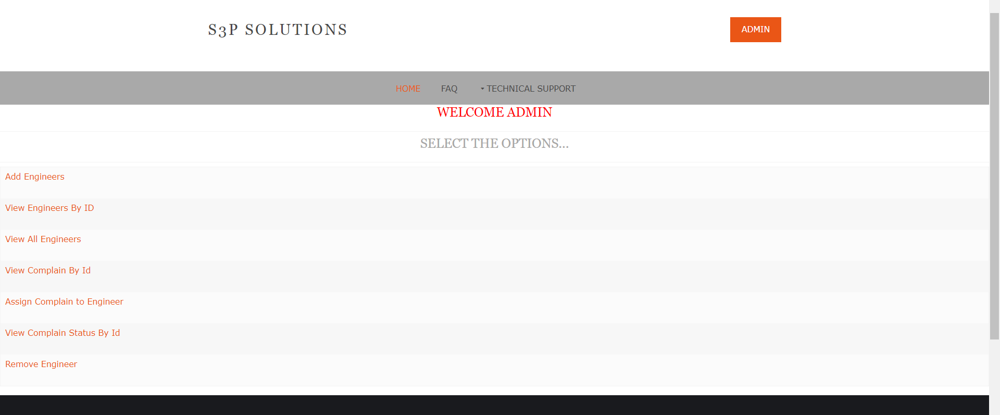 S3P SOLUTIONS
ADMIN
HOME FAQ TECHNICAL SUPPORT
WELCOME ADMIN
SELECT THE OPTIONS...
Add Engineers
View Engineers By ID
View All Engineers
View Complain By Id
Assign Complain to Engineer
View Complain Status By Id
Remove Engineer